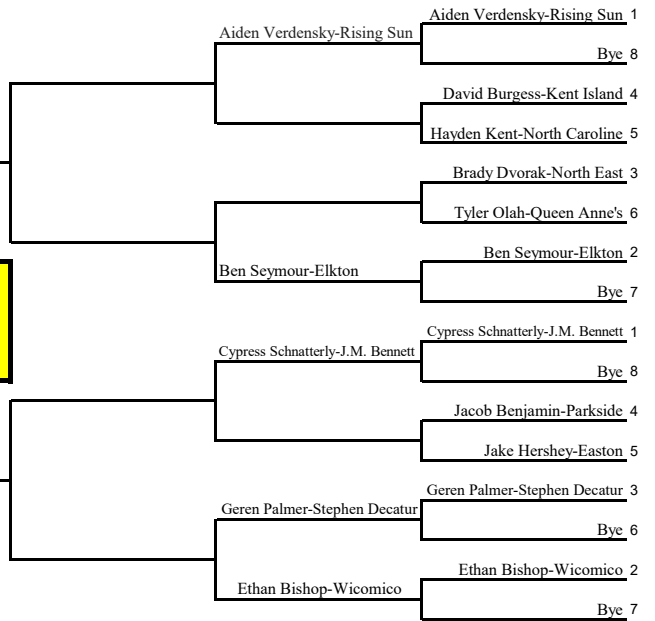 Aiden Verdensky-Rising Sun 1
Aiden Verdensky-Rising Sun
Bye 8
David Burgess-Kent Island 4
Hayden Kent-North Caroline 5
Brady Dvorak-North East 3
Tyler Olah-Queen Anne's 6
Ben Seymour-Elkton 2
Ben Seymour-Elkton
Bye 7
Cypress Schnatterly-J.M. Bennett 1
Cypress Schnatterly-J.M. Bennett
Bye 8
Jacob Benjamin-Parkside 4
Jake Hershey-Easton 5
Geren Palmer-Stephen Decatur 3
Geren Palmer-Stephen Decatur
Bye 6
Ethan Bishop-Wicomico 2
Ethan Bishop-Wicomico
Bye 7